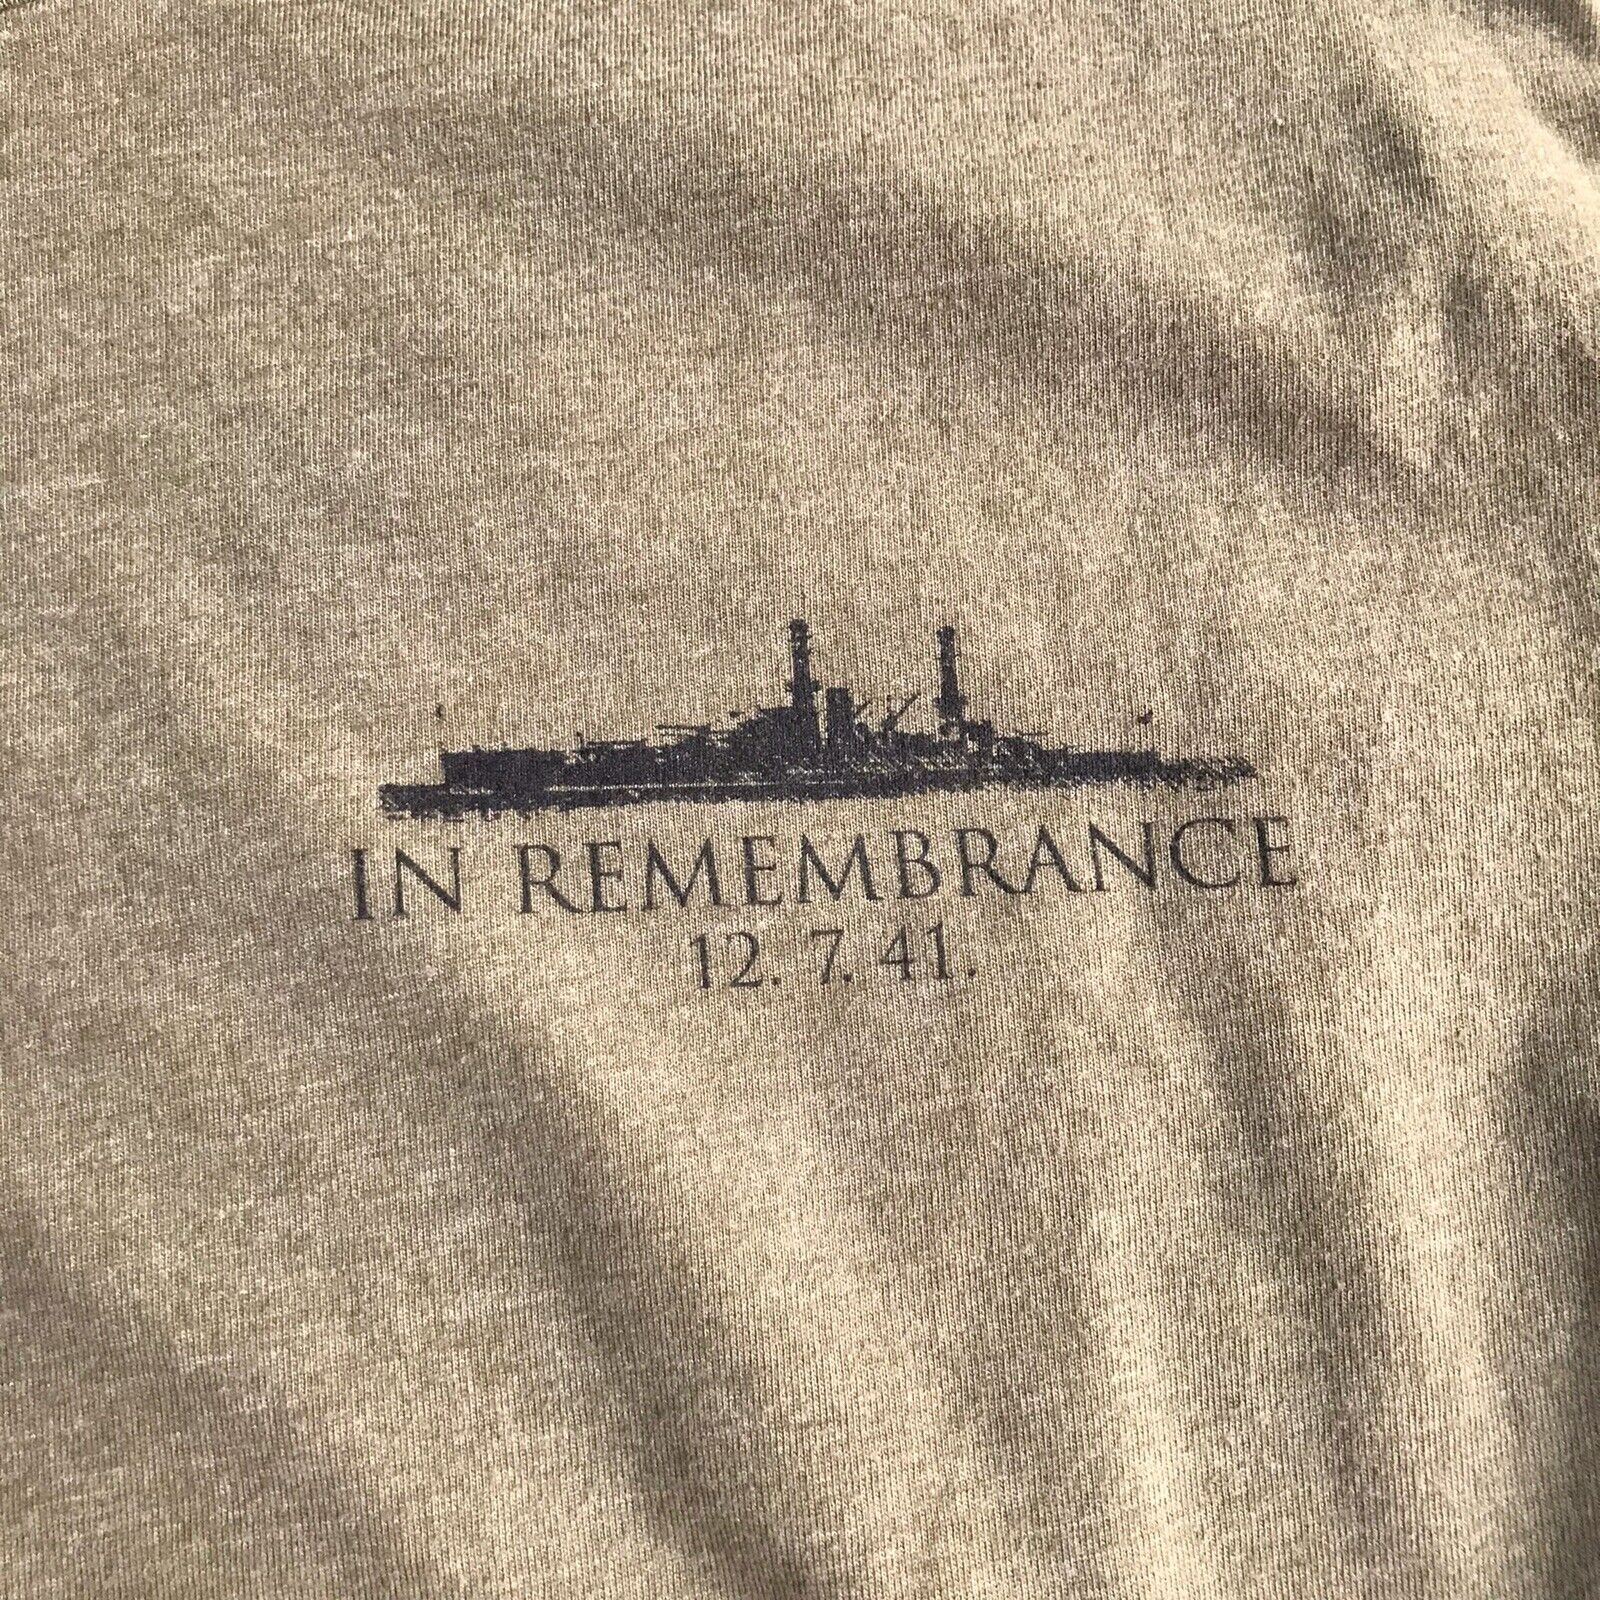 IN REMEMBRANCE
12. 7. 41.